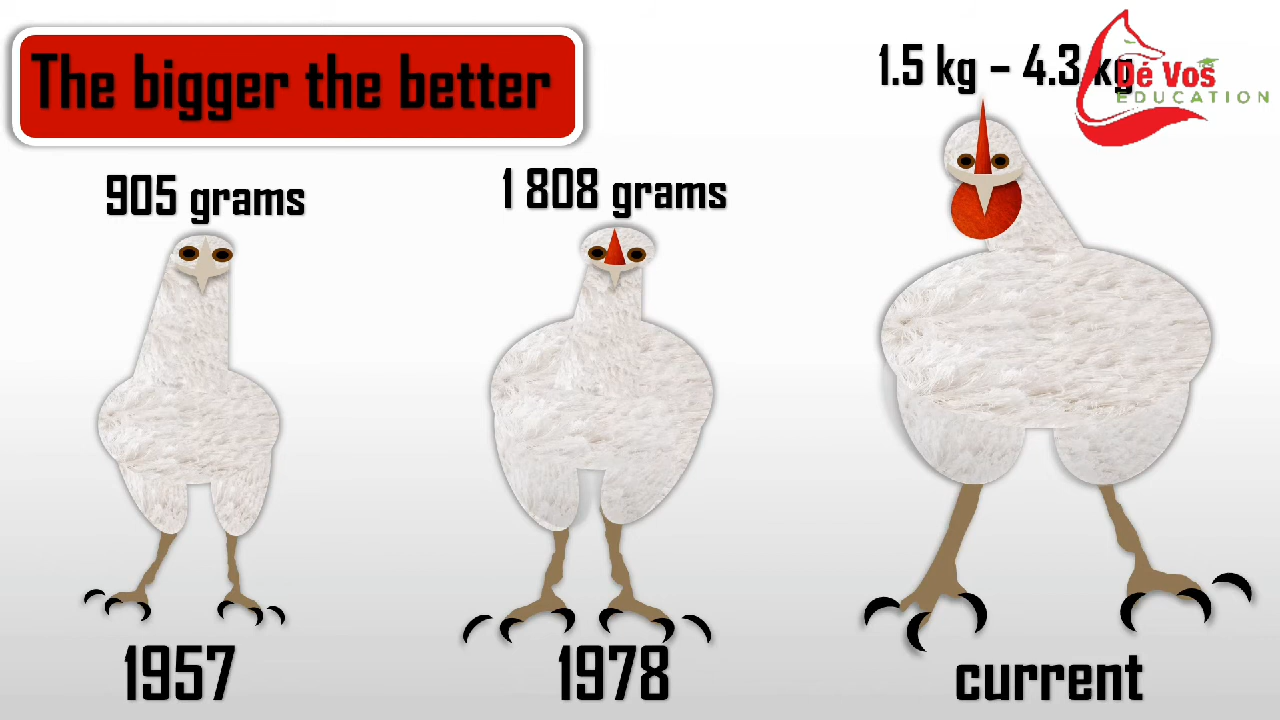 The bigger the better
1.5 kg – 4.3 kg
Dé Vos
EDUCATION
905 grams
1 808 grams
1957
1978
current